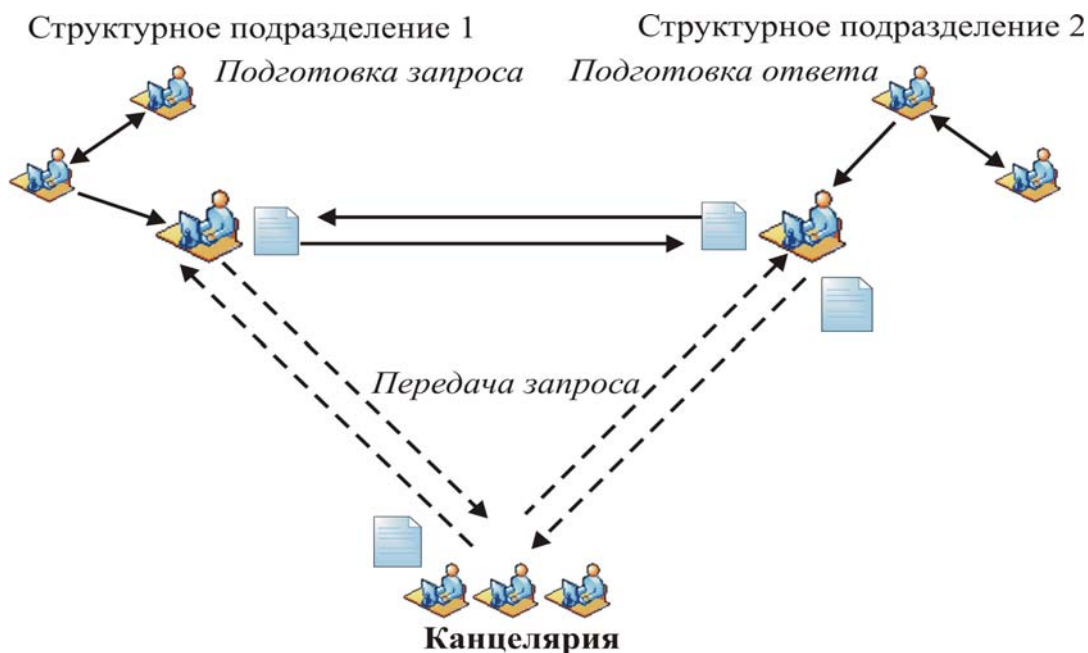 Структурное подразделение 1
Структурное подразделение 2
Подготовка запроса
Подготовка ответа
Передача запроса
Канцелярия